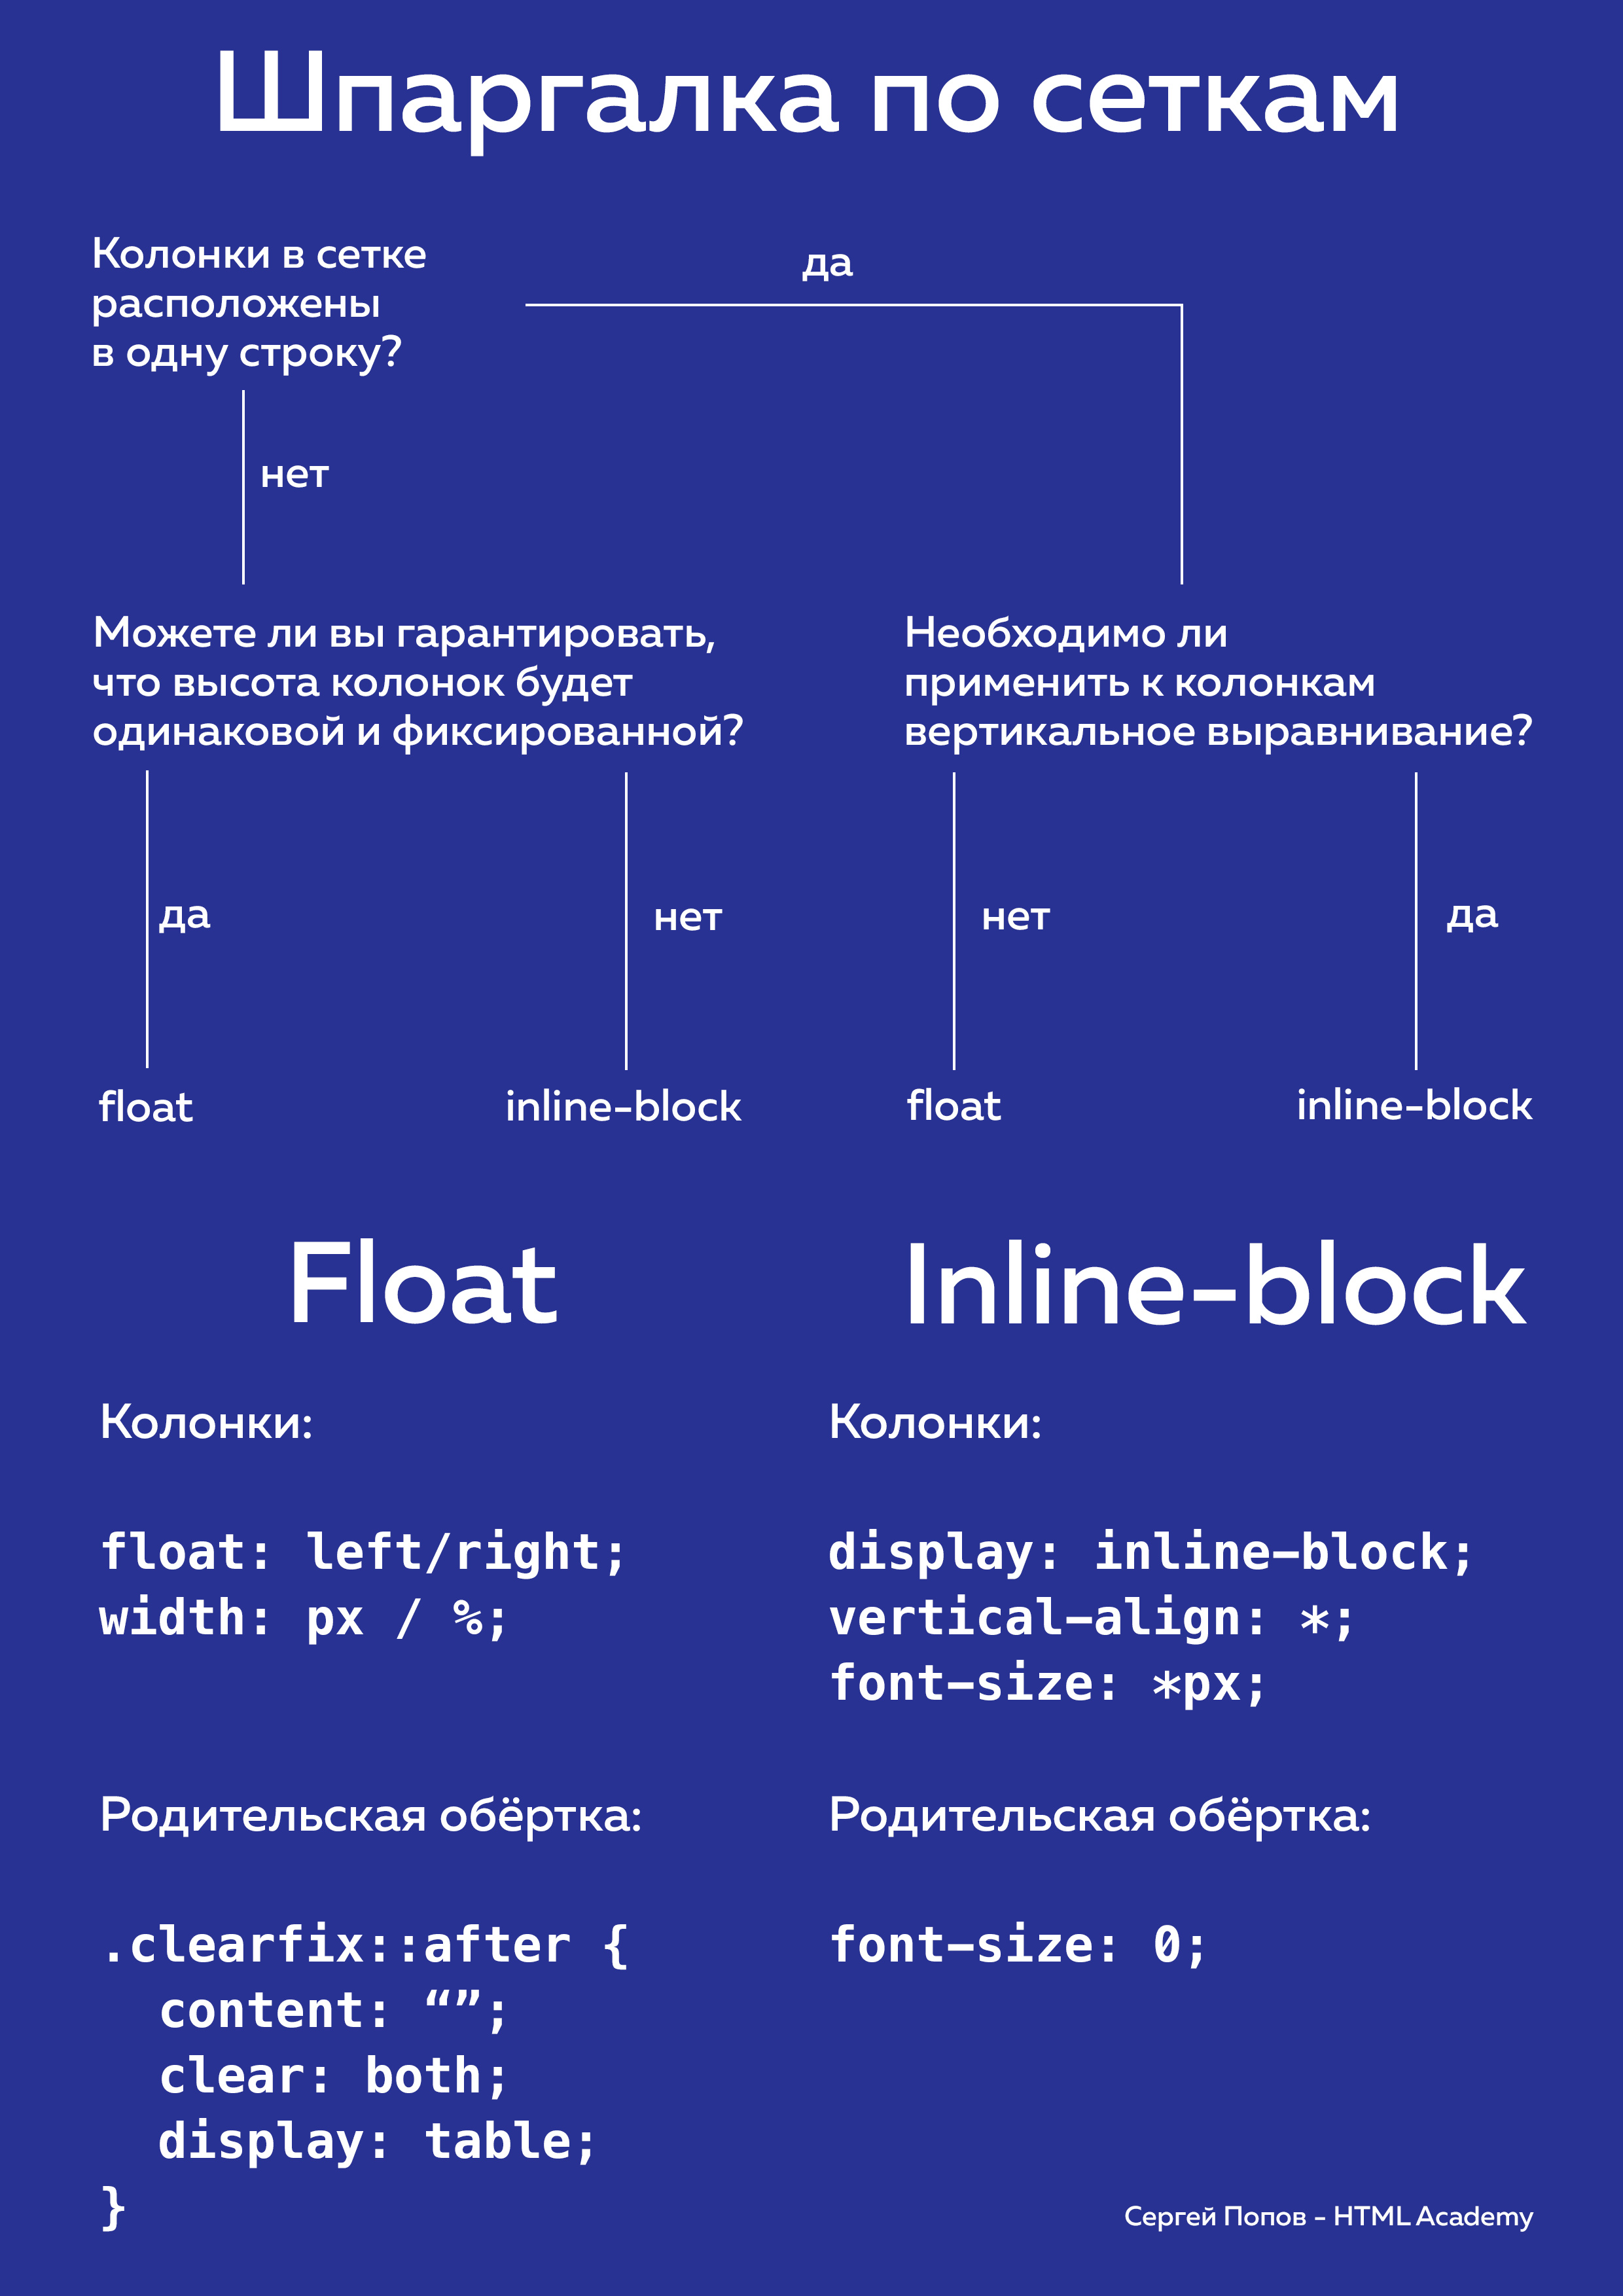 Шпаргалка по сеткам
Колонки в сетке
расположены
в одну строку?
да
нет
Можете ли вы гарантировать,
что высота колонок будет
одинаковой и фиксированной?
Необходимо ли
применить к колонкам
вертикальное выравнивание?
да
нет
нет
да
float
inline-block
float
inline-block
Float
Колонки:
float: left/right;
width: px / %;
Родительская обёртка:
.clearfix::after {
  content: “”;
  clear: both;
  display: table;
}
Inline-block
Колонки:
display: inline-block;
vertical-align: *;
font-size: *px;
Родительская обёртка:
font-size: 0;
Сергей Попов - HTML Academy